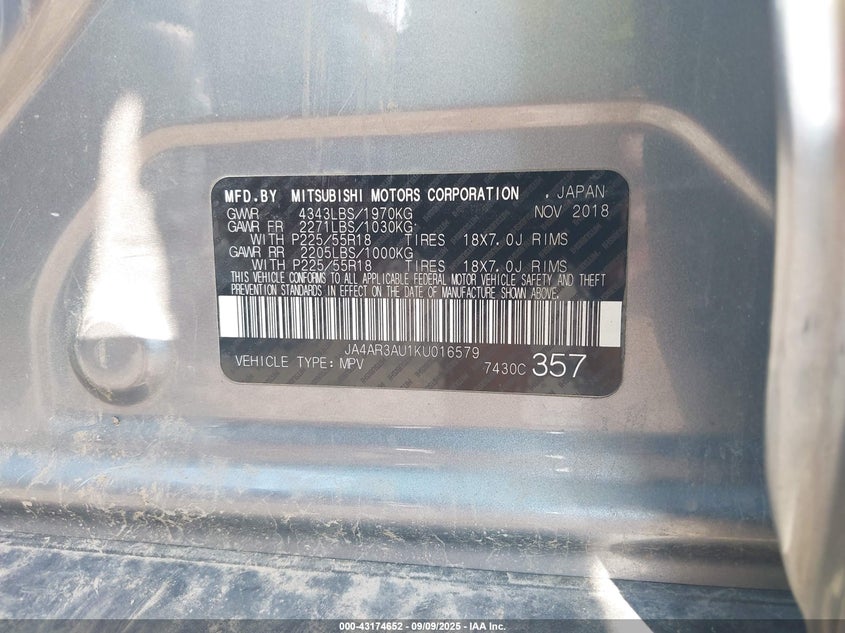 MFD.BY MITSUBISHI MOTORS CORPORATION . JAPAN
GVWR 4343LBS/1970KG NOV 2018
GAWR FR 2271LBS/1030KG
WITH P225/55R18 TIRES 18X7.0J RIMS
GAWR RR 2205LBS/1000KG
WITH P225/55R18 TIRES 18X7.0J RIMS
THIS VEHICLE CONFORMS TO ALL APPLICABLE FEDERAL MOTOR VEHICLE SAFETY AND THEFT
PREVENTION STANDARDS IN EFFECT ON THE DATE OF MANUFACTURE SHOWN ABOVE.
JA4AR3AU1KU016579
VEHICLE TYPE: MPV 7430C 357
000-43174652 - 09/09/2025 - IAA Inc.